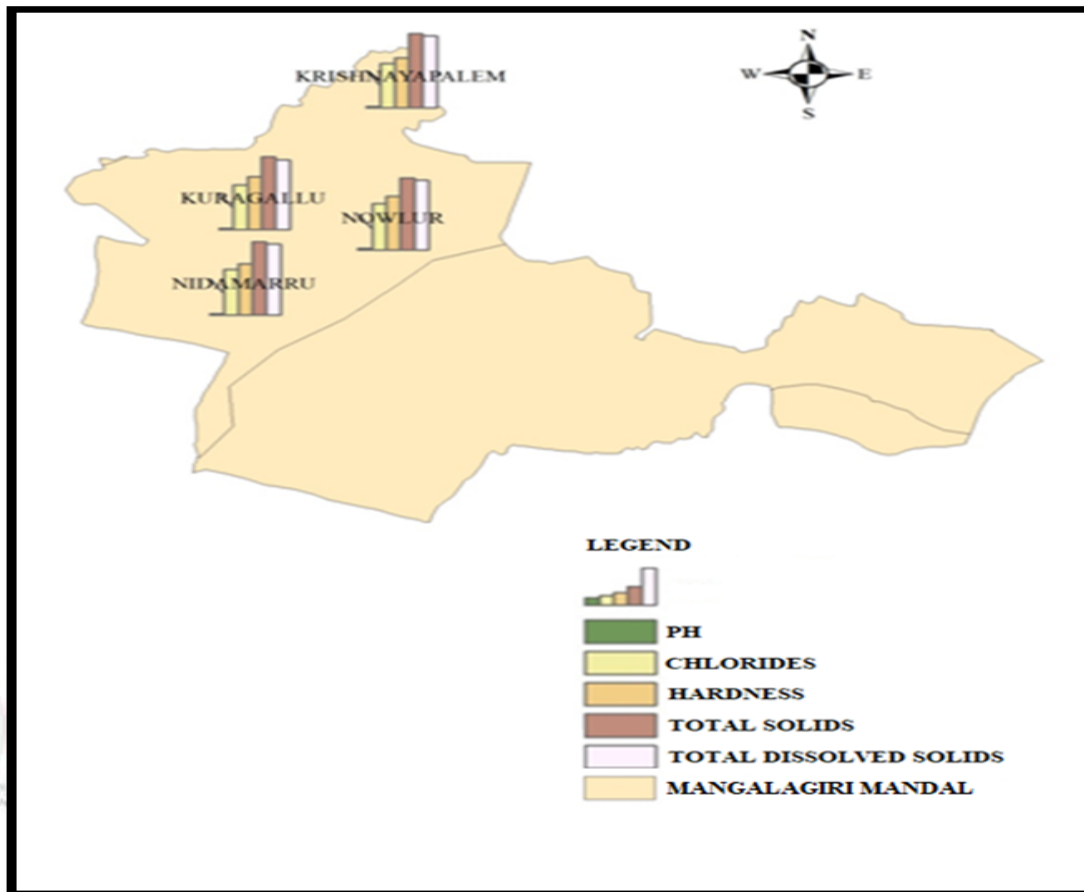 N
W E
S
KRISHNAYAPALEM
KURAGALLU
NOWLUR
NIDAMARRU
LEGEND
PH
CHLORIDES
HARDNESS
TOTAL SOLIDS
TOTAL DISSOLVED SOLIDS
MANGALAGIRI MANDAL